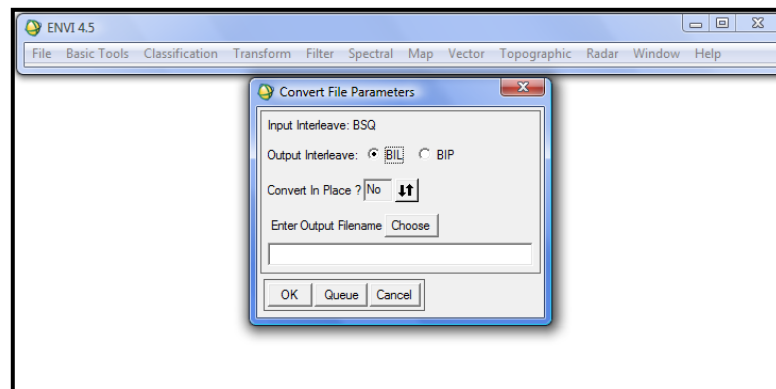 ENVI 4.5
File Basic Tools Classification Transform Filter Spectral Map Vector Topographic Radar Window Help
Convert File Parameters
Input Interleave: BSQ
Output Interleave: BIL BIP
Convert In Place ? No
Enter Output Filename Choose
OK Queue Cancel